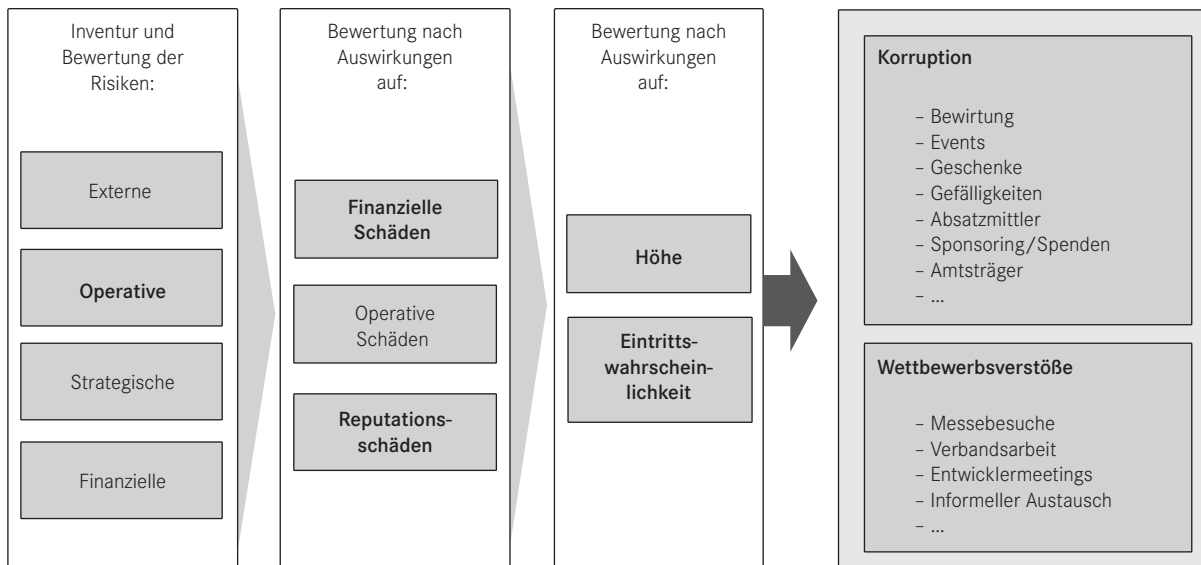 Inventur und
Bewertung der
Risiken:
Externe
Operative
Strategische
Finanzielle
Bewertung nach
Auswirkungen
auf:
Finanzielle
Schäden
Operative
Schäden
Reputations-
schäden
Bewertung nach
Auswirkungen
auf:
Höhe
Eintritts-
wahrschein-
lichkeit
Korruption
– Bewirtung
– Events
– Geschenke
– Gefälligkeiten
– Absatzmittler
– Sponsoring/Spenden
– Amtsträger
– ...
Wettbewerbsverstöße
– Messebesuche
– Verbandsarbeit
– Entwicklermeetings
– Informeller Austausch
– ...